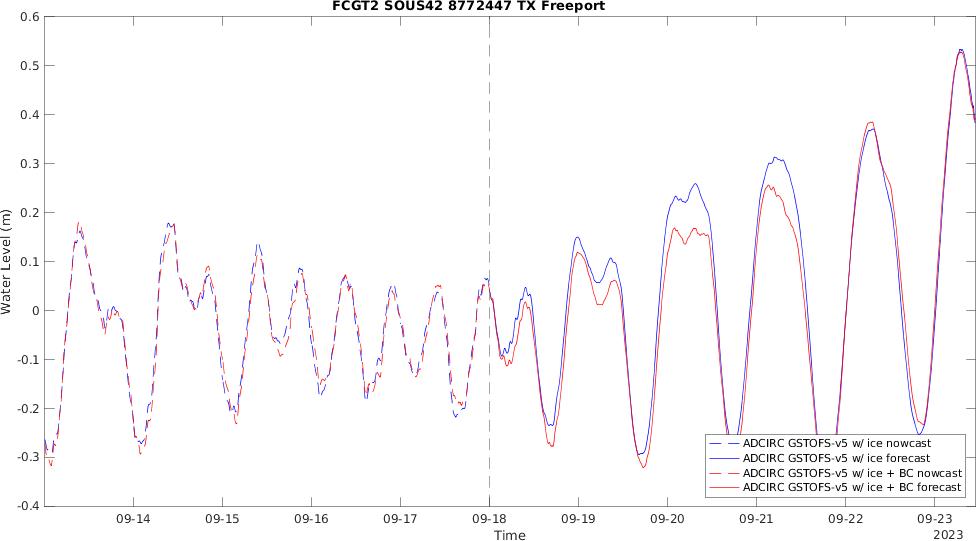 FCGT2 SOUS42 8772447 TX Freeport
0.6
0.5
0.4
0.3
0.2
0.1
0
-0.1
-0.2
-0.3
-0.4
Water Level (m)
ADCIRC GSTOFS-v5 w/ ice nowcast
ADCIRC GSTOFS-v5 w/ ice forecast
ADCIRC GSTOFS-v5 w/ ice + BC nowcast
ADCIRC GSTOFS-v5 w/ ice + BC forecast
09-14 09-15 09-16 09-17 09-18 09-19 09-20 09-21 09-22 09-23
Time 2023